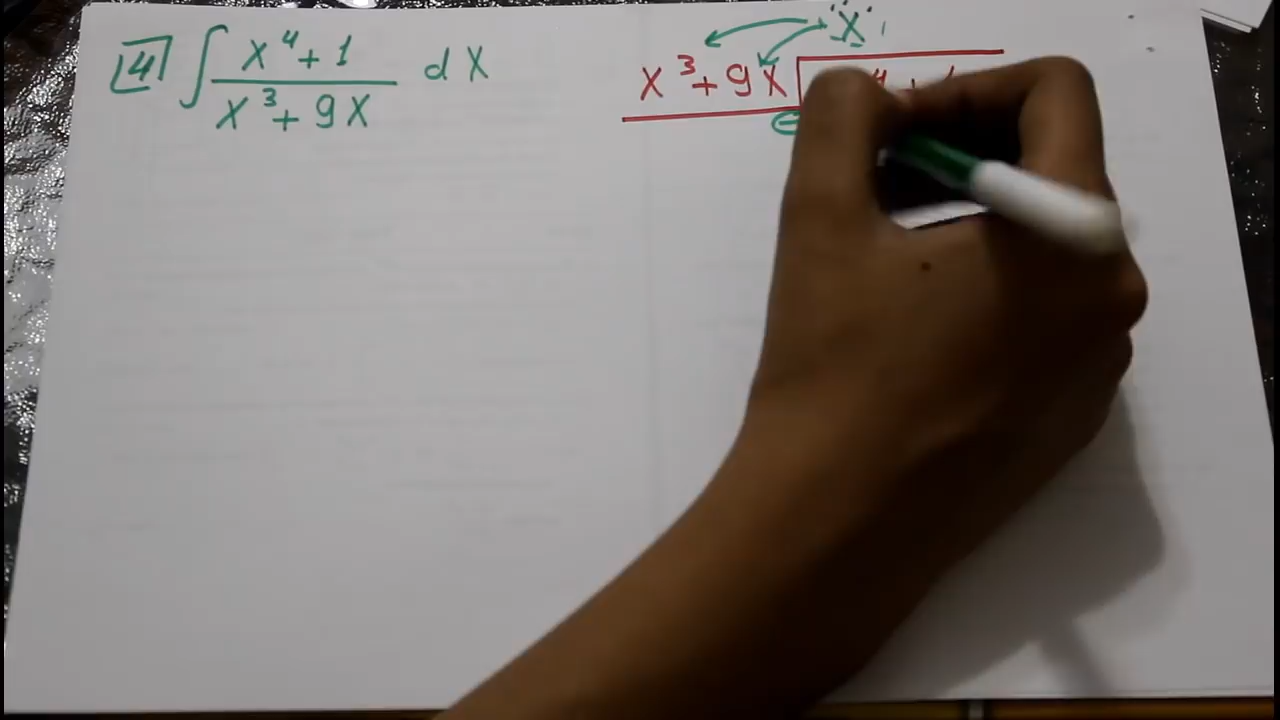 "X"
4 ∫ x⁴ + 1 / x³ + 9x dx
x³ + 9x